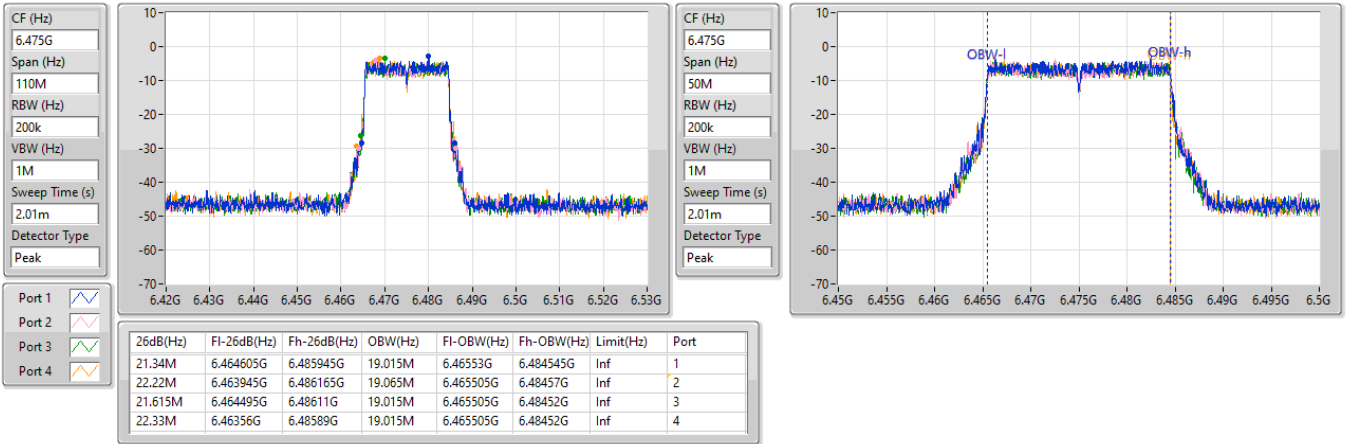 CF (Hz)
6.475G
Span (Hz)
110M
RBW (Hz)
200k
VBW (Hz)
1M
Sweep Time (s)
2.01m
Detector Type
Peak
10-
0-
-10-
-20-
-30-
-40-
-50-
-60-
-70-
6.42G 6.43G 6.44G 6.45G 6.46G 6.47G 6.48G 6.49G 6.5G 6.51G 6.52G 6.53G
CF (Hz)
6.475G
Span (Hz)
50M
RBW (Hz)
200k
VBW (Hz)
1M
Sweep Time (s)
2.01m
Detector Type
Peak
10-
0-
-10-
-20-
-30-
-40-
-50-
-60-
-70-
OBW-l OBW-h
6.45G 6.455G 6.46G 6.465G 6.47G 6.475G 6.48G 6.485G 6.49G 6.495G 6.5G
Port 1
Port 2
Port 3
Port 4
26dB(Hz) Fl-26dB(Hz) Fh-26dB(Hz) OBW(Hz) Fl-OBW(Hz) Fh-OBW(Hz) Limit(Hz) Port
21.34M 6.464605G 6.485945G 19.015M 6.46553G 6.484545G Inf 1
22.22M 6.463945G 6.486165G 19.065M 6.465505G 6.48457G Inf 2
21.615M 6.464495G 6.48611G 19.015M 6.465505G 6.48452G Inf 3
22.33M 6.46356G 6.48589G 19.015M 6.465505G 6.48452G Inf 4